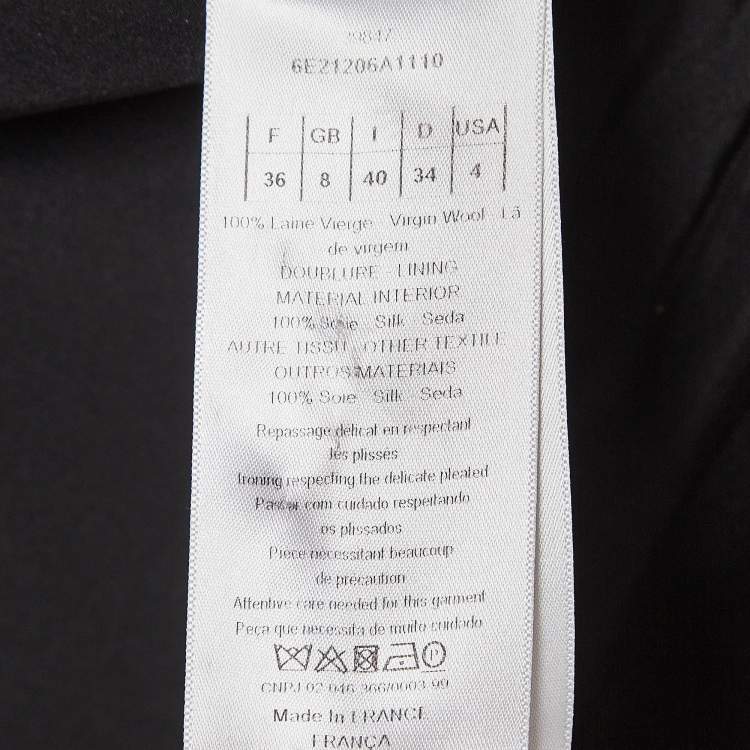 39847
6E21206A1110
F GB I D USA
36 8 40 34 4
100% Laine Vierge - Virgin Wool - Lã
de virgem
DOUBLURE - LINING
MATERIAL INTERIOR
100% Soie - Silk - Seda
AUTRE TISSU - OTHER TEXTILE
OUTROS MATERIAIS
100% Soie - Silk - Seda
Repassage délicat en respectant
les plisses
Ironing respecting the delicate pleated
Passar com cuidado respeitando
os plissados
Pièce nécessitant beaucoup
de précaution
Attentive care needed for this garment
Peça que necessita de muito cuidado
CNPJ 02.046.366/0003-99
Made In FRANCE
FRANÇA